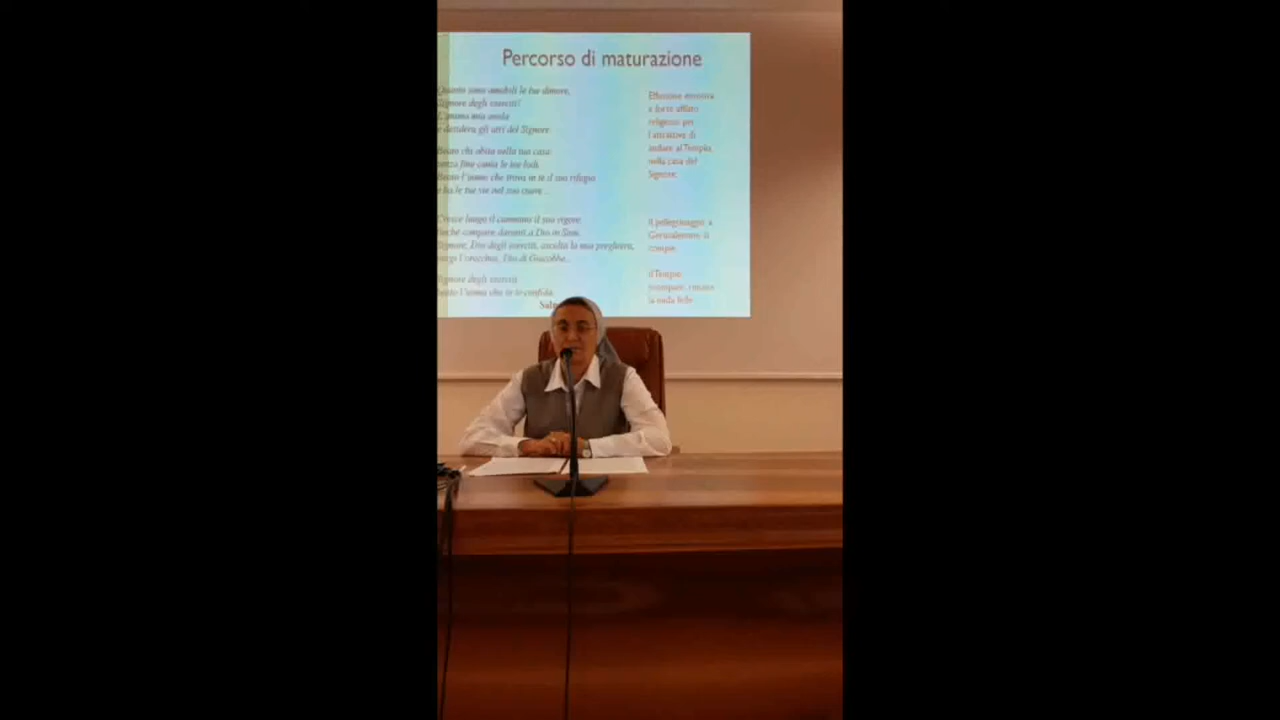 Percorso di maturazione
Quanto sono amabili le tue dimore,
Signore degli eserciti!
L'anima mia anela
e desidera gli atri del Signore.
Beato chi abita nella tua casa:
senza fine canta le tue lodi.
Beato l'uomo che trova in te il suo rifugio
e ha le tue vie nel suo cuore...
Cresce lungo il cammino il suo vigore,
finché compare davanti a Dio in Sion.
Signore, Dio degli eserciti, ascolta la mia preghiera,
porgi l'orecchio, Dio di Giacobbe...
Signore degli eserciti
beato l'uomo che in te confida.
Effusione emotiva
e forte afflato
religioso per
l'attrattiva di
andare al Tempio,
nella casa del
Signore.
Il pellegrinaggio a
Gerusalemme si
compie
il Tempio
scompare, rimane
la sola fede